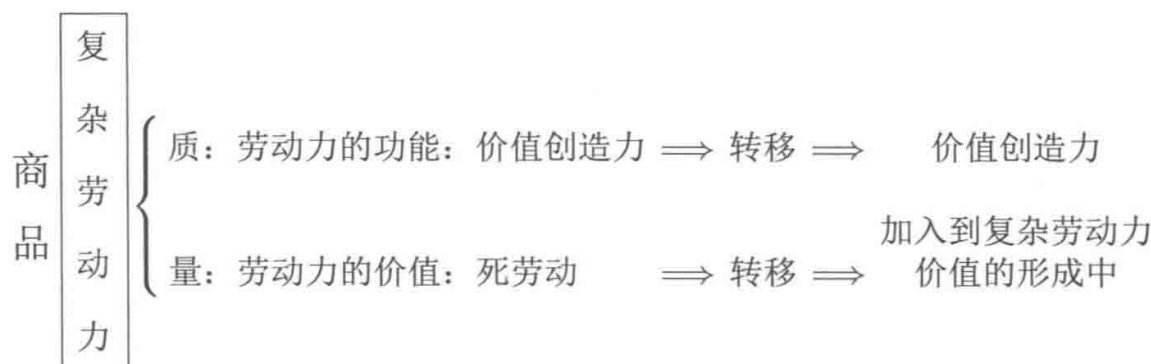 商品
复杂劳动力
质：劳动力的功能：价值创造力 ⟹ 转移 ⟹ 价值创造力
量：劳动力的价值：死劳动 ⟹ 转移 ⟹ 加入到复杂劳动力
价值的形成中